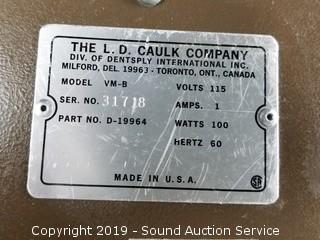 THE L. D. CAULK COMPANY
DIV. OF DENTSPLY INTERNATIONAL INC.
MILFORD, DEL. 19963 - TORONTO, ONT., CANADA
MODEL VM-B VOLTS 115
SER. NO. 31718 AMPS. 1
PART NO. D-19964 WATTS 100
HERTZ 60
MADE IN U.S.A.
Copyright 2019 - Sound Auction Service